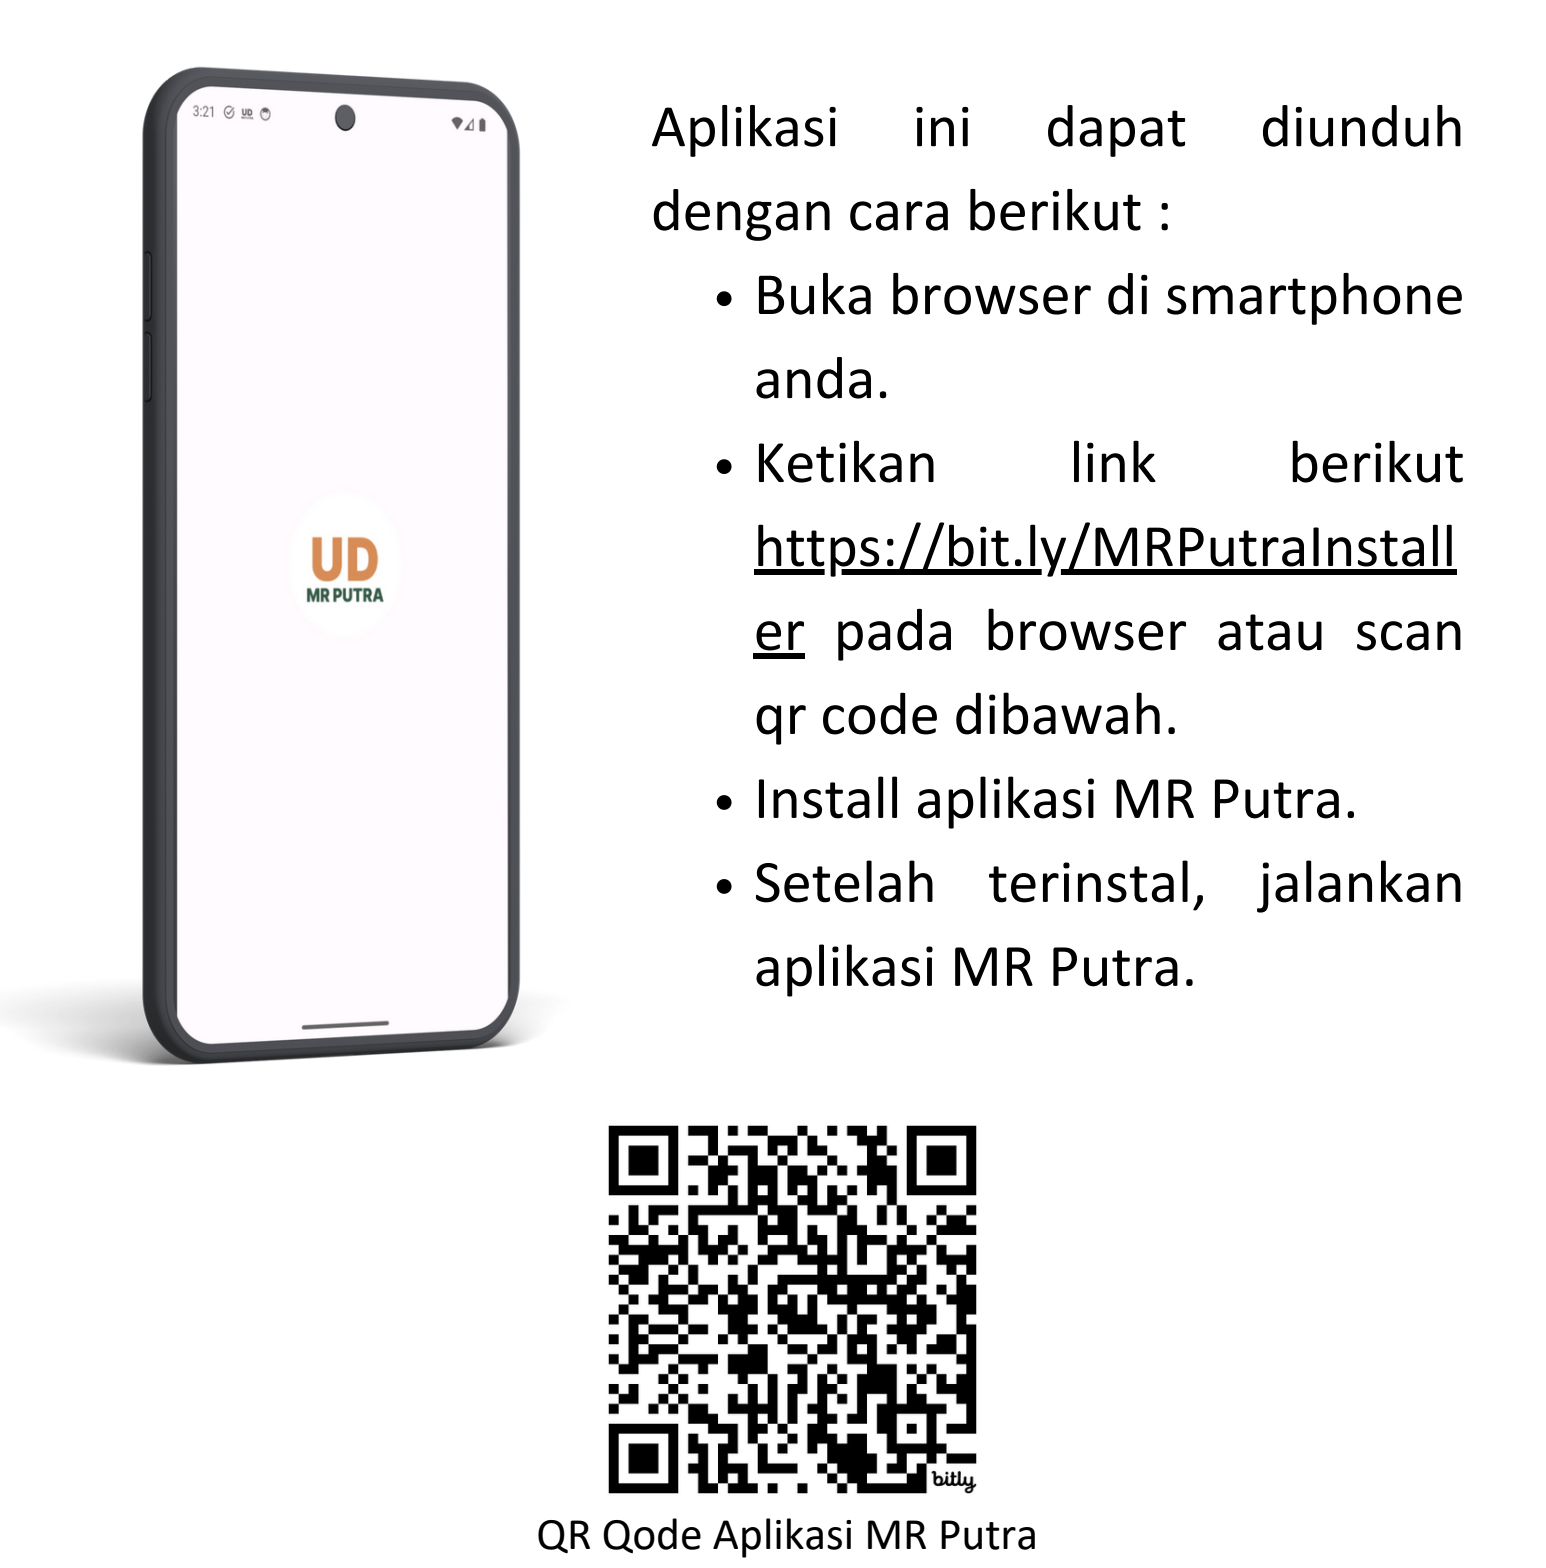 3:21 UD
Aplikasi ini dapat diunduh
dengan cara berikut :
• Buka browser di smartphone
anda.
• Ketikan link berikut
https://bit.ly/MRPutraInstall
er pada browser atau scan
qr code dibawah.
• Install aplikasi MR Putra.
• Setelah terinstal, jalankan
aplikasi MR Putra.
UD
MR PUTRA
bitly
QR Qode Aplikasi MR Putra